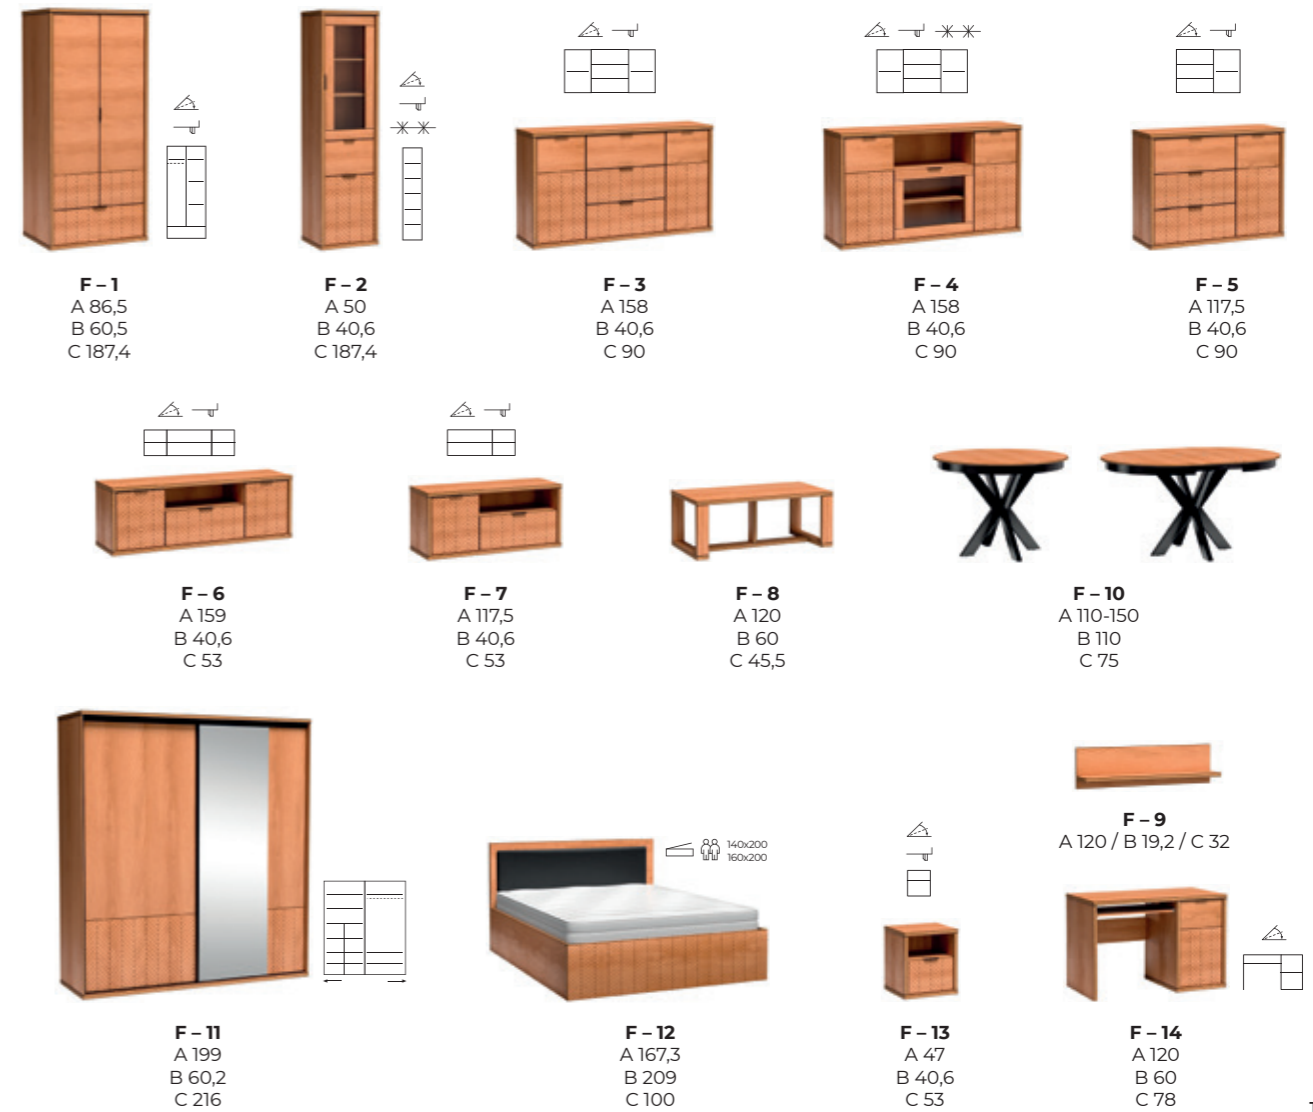 F – 1
A 86,5
B 60,5
C 187,4
F – 2
A 50
B 40,6
C 187,4
F – 3
A 158
B 40,6
C 90
F – 4
A 158
B 40,6
C 90
F – 5
A 117,5
B 40,6
C 90
F – 6
A 159
B 40,6
C 53
F – 7
A 117,5
B 40,6
C 53
F – 8
A 120
B 60
C 45,5
F – 10
A 110-150
B 110
C 75
F – 9
A 120 / B 19,2 / C 32
140x200
160x200
F – 11
A 199
B 60,2
C 216
F – 12
A 167,3
B 209
C 100
F – 13
A 47
B 40,6
C 53
F – 14
A 120
B 60
C 78